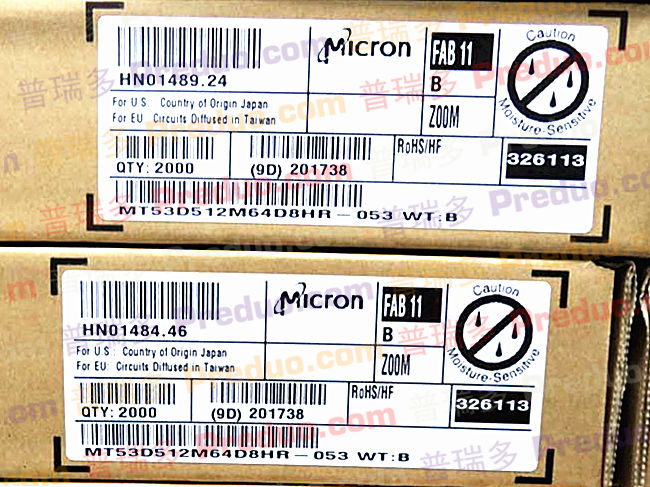 HN01489.24
Micron
FAB 11
B
Z00M
For U.S. Country of Origin Japan
For EU: Circuits Diffused in Taiwan
Caution
Moisture-Sensitive
QTY: 2000
(9D) 201738
RoHS/HF
326113
MT53D512M64D8HR - 053 WT:B
HN01484.46
Micron
FAB 11
B
Z00M
For U.S: Country of Origin Japan
For EU: Circuits Diffused in Taiwan
Caution
Moisture-Sensitive
QTY: 2000
(9D) 201738
RoHS/HF
326113
MT53D512M64D8HR - 053 WT:B
普瑞多 Preduo.com